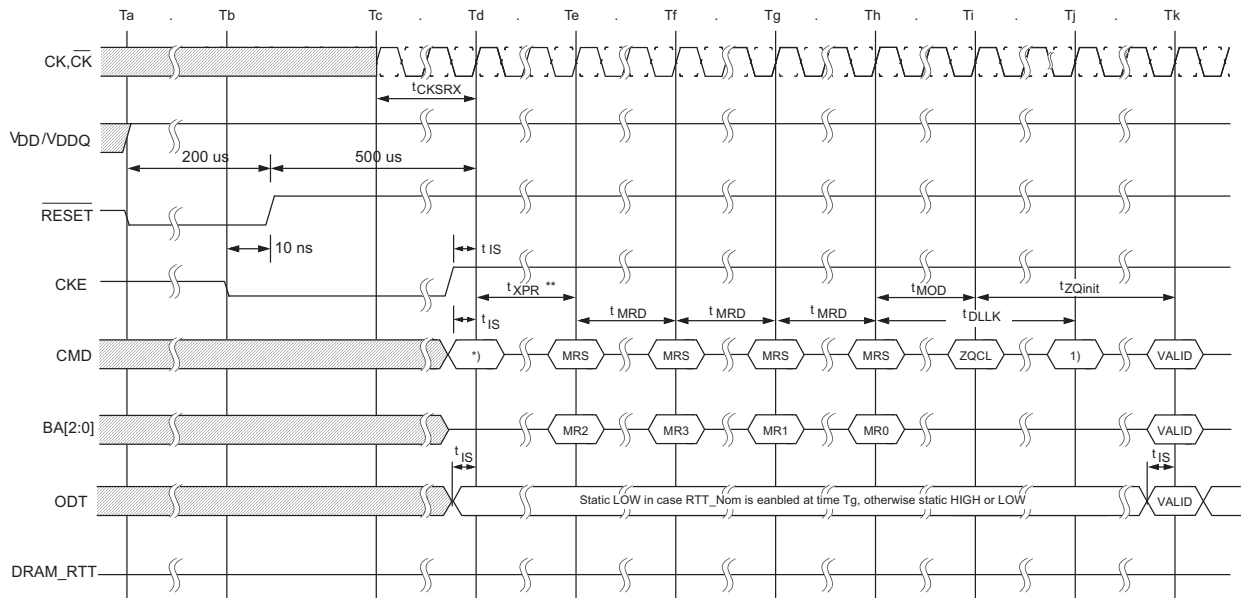 Ta . Tb . Tc . Td . Te . Tf . Tg . Th . Ti . Tj . Tk
CK,CK
tCKSRX
VDD/VDDQ
200 us 500 us
RESET
10 ns tIS
CKE
tXPR ** tMOD tZQinit
tIS tMRD tMRD tMRD tDLLK
CMD *) MRS MRS MRS MRS ZQCL 1) VALID
BA[2:0] MR2 MR3 MR1 MR0 VALID
tIS tIS
ODT Static LOW in case RTT_Nom is eanbled at time Tg, otherwise static HIGH or LOW VALID
DRAM_RTT